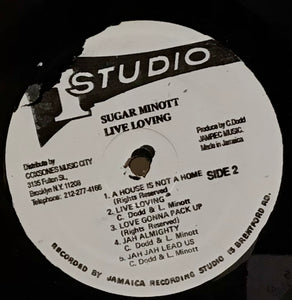 1
STUDIO
SUGAR MINOTT
LIVE LOVING
Distribute by
COXSONES MUSIC CITY
3135 Fulton St.,
Brooklyn N.Y. 11208
Telephone: 212-277-4166
Produce by C. Dodd
JAMREC MUSIC.
Made in Jamaica
SIDE 2
1. A HOUSE IS NOT A HOME
(Rights Reserved)
2. LIVE LOVING
C. Dodd & L. Minott
3. LOVE GONNA PACK UP
(Rights Reserved)
4. JAH ALMIGHTY
C. Dodd & L. Minott
5. JAH JAH LEAD US
C. Dodd & L. Minott
RECORDED BY JAMAICA RECORDING STUDIO 13 BRENTFORD RD.